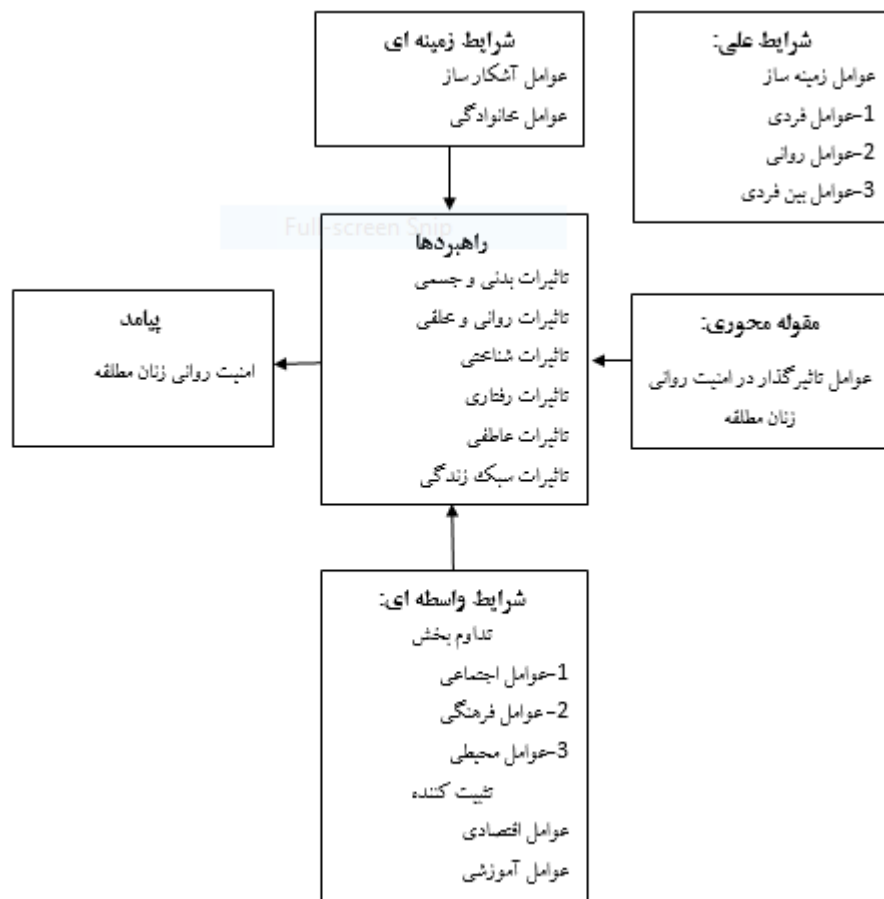 شرایط علی:
عوامل زمینه ساز
1-عوامل فردی
2-عوامل روانی
3-عوامل بین فردی
شرایط زمینه ای
عوامل آشکار ساز
عوامل خانوادگی
Full-screen Snip
مقوله محوری:
عوامل تاثیرگذار در امنیت روانی
زنان مطلقه
راهبردها
تاثیرات بدنی و جسمی
تاثیرات روانی و خلقی
تاثیرات شناختی
تاثیرات رفتاری
تاثیرات عاطفی
تاثیرات سبک زندگی
پیامد
امنیت روانی زنان مطلقه
شرایط واسطه ای:
تداوم بخش
1-عوامل اجتماعی
2- عوامل فرهنگی
3-عوامل محیطی
تثبیت کننده
عوامل اقتصادی
عوامل آموزشی